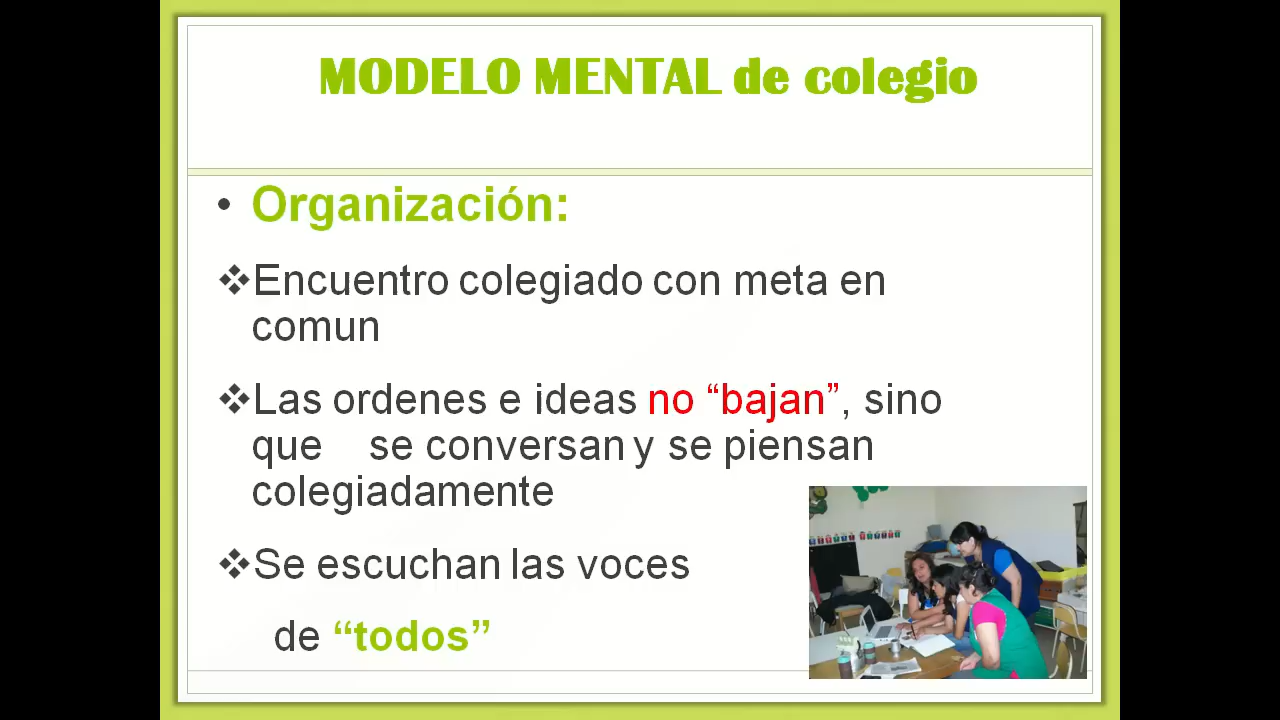 MODELO MENTAL de colegio
• Organización:
❖Encuentro colegiado con meta en
comun
❖Las ordenes e ideas no “bajan”, sino
que se conversan y se piensan
colegiadamente
❖Se escuchan las voces
de “todos”